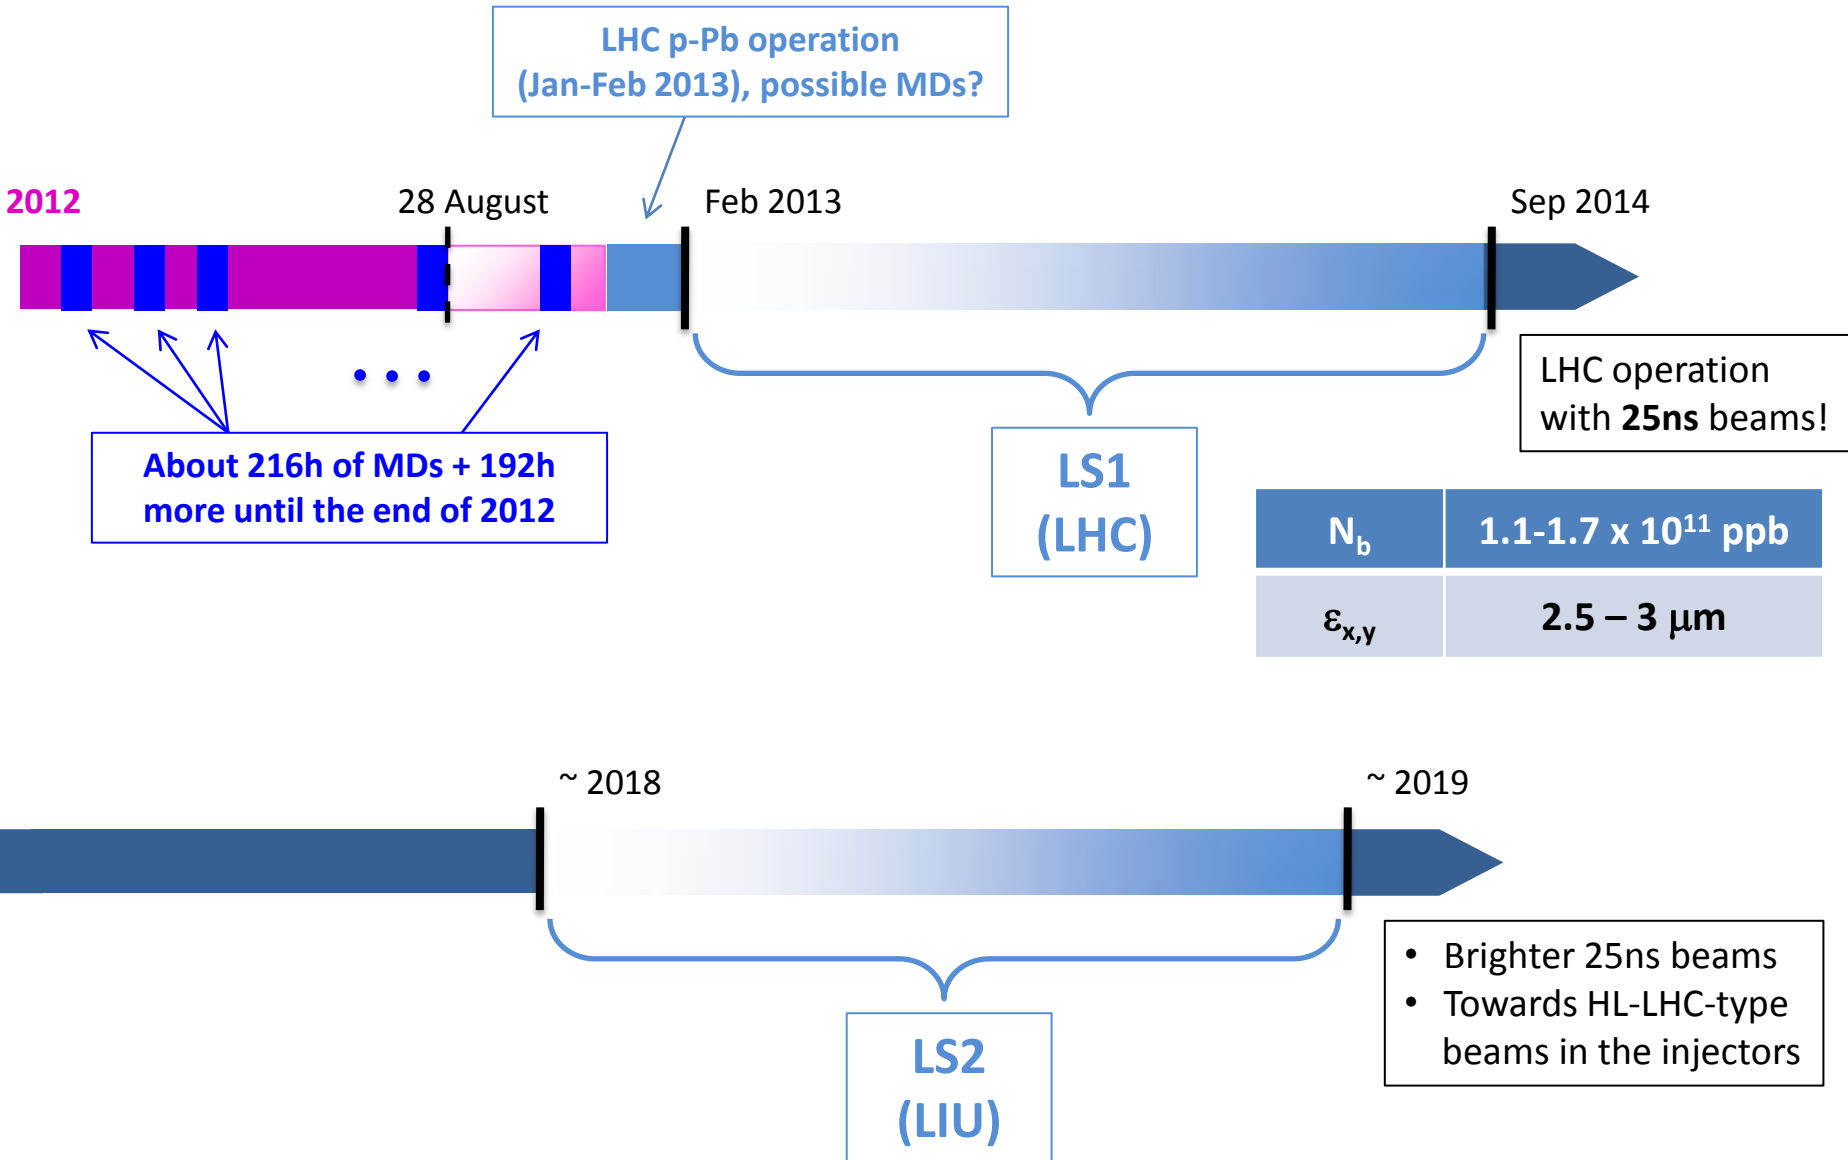 LHC p-Pb operation
(Jan-Feb 2013), possible MDs?
2012
28 August
Feb 2013
Sep 2014
• • •
About 216h of MDs + 192h
more until the end of 2012
LS1
(LHC)
LHC operation
with 25ns beams!
N_b 1.1-1.7 x 10¹¹ ppb
ε_x,y 2.5 – 3 μm
~ 2018
~ 2019
LS2
(LIU)
• Brighter 25ns beams
• Towards HL-LHC-type
beams in the injectors